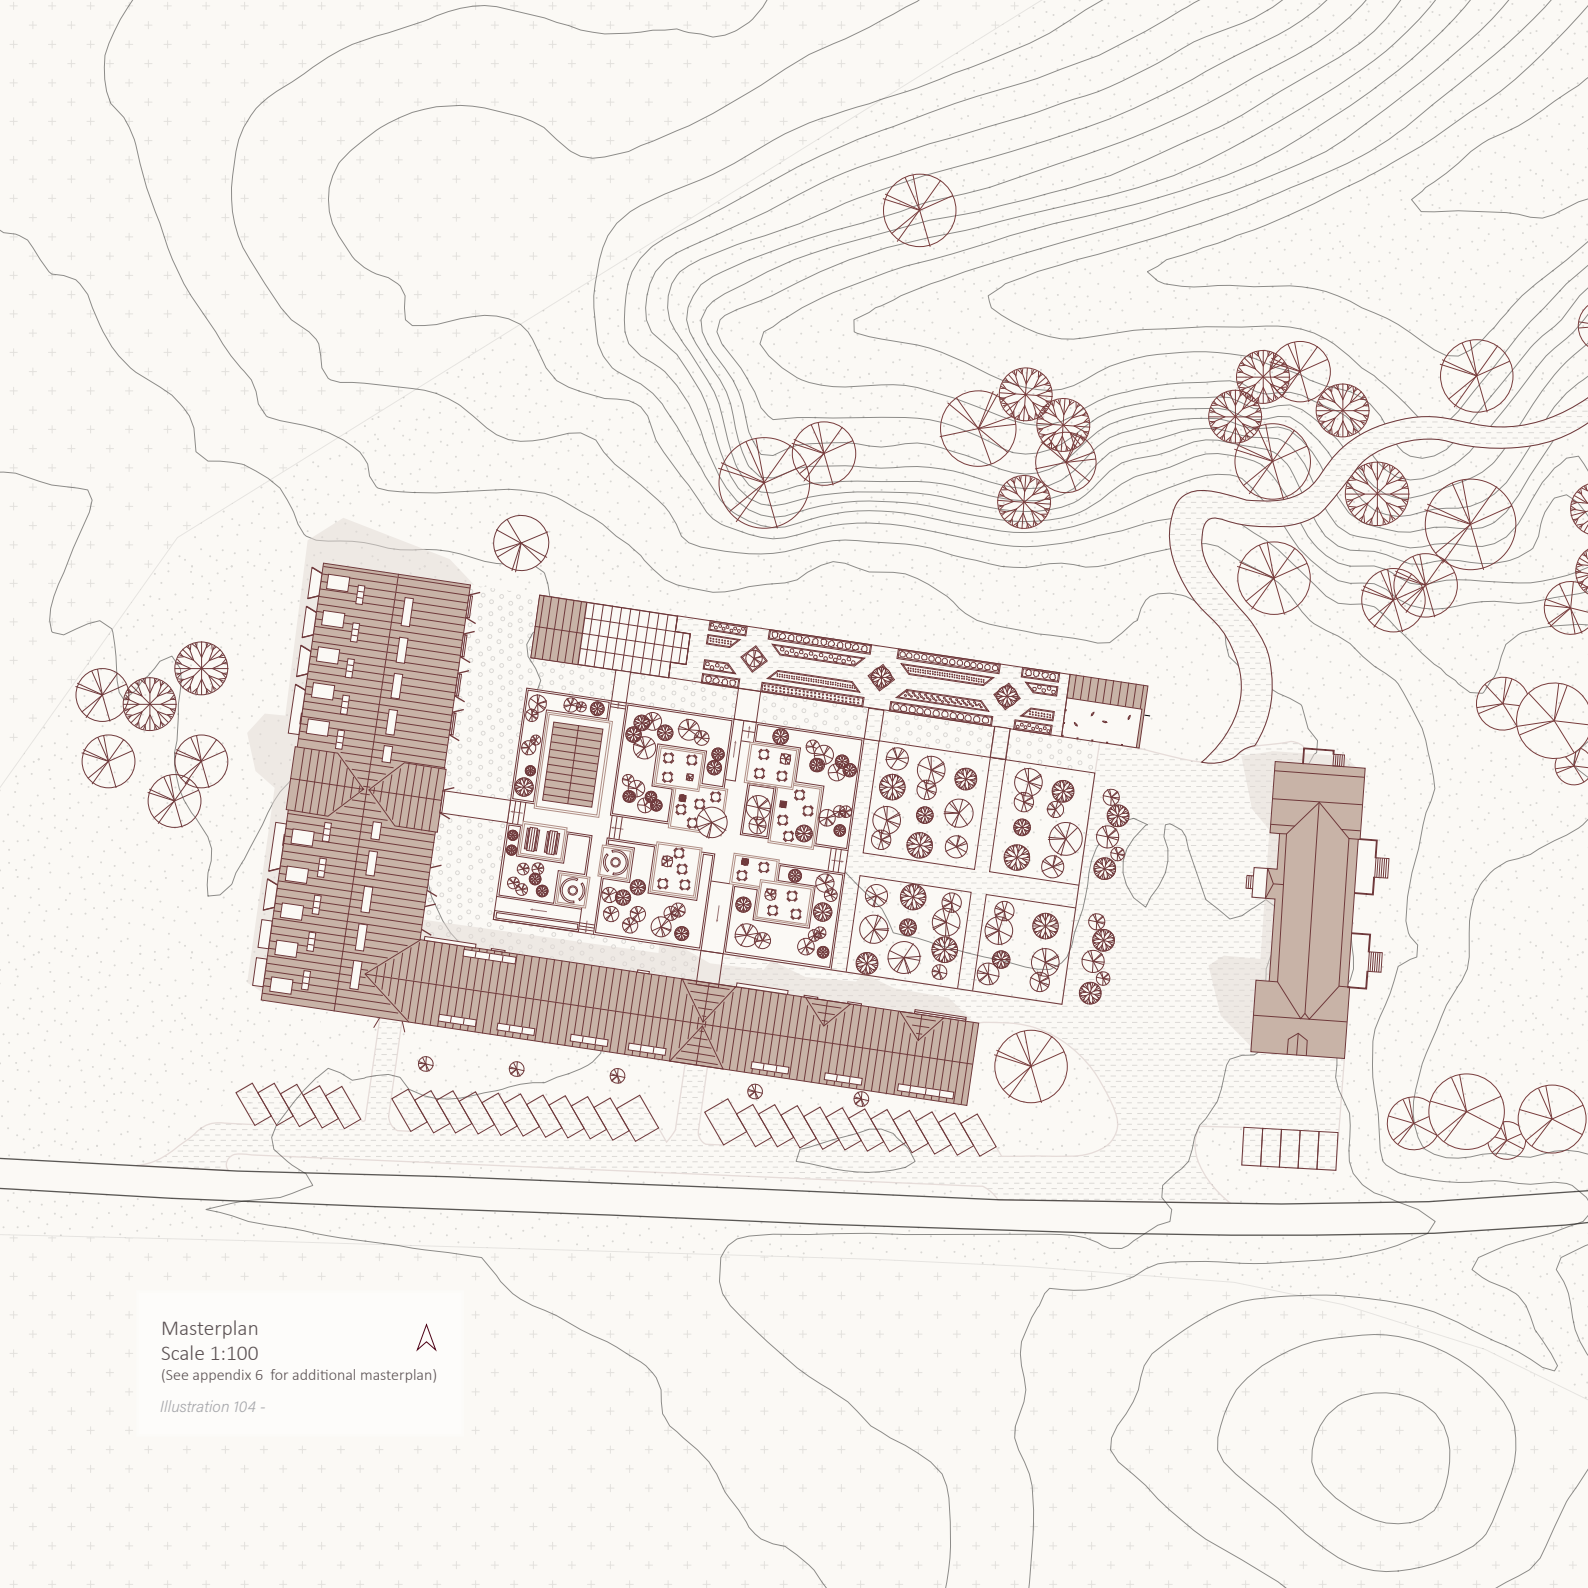 Masterplan
Scale 1:100
(See appendix 6 for additional masterplan)
Illustration 104 -